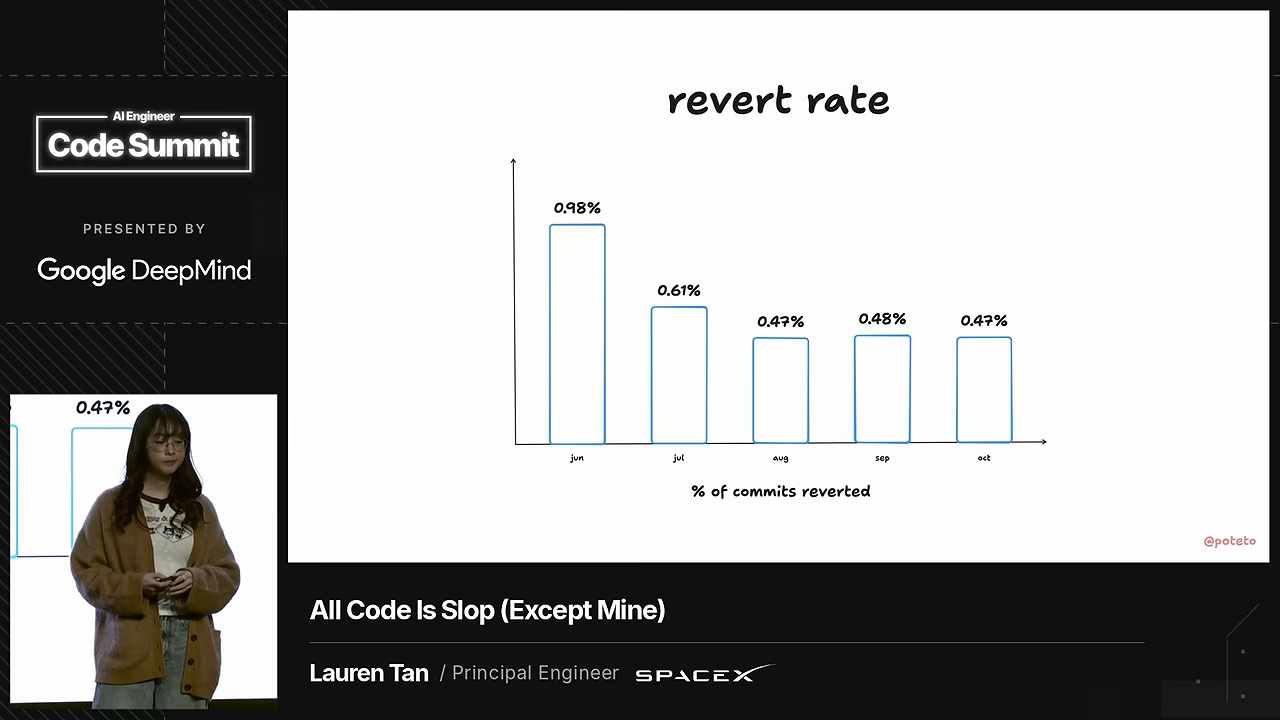 AI Engineer
Code Summit
PRESENTED BY
Google DeepMind
revert rate
0.98%
0.61%
0.47%
0.48%
0.47%
jun
jul
aug
sep
oct
% of commits reverted
@poteto
0.47%
All Code Is Slop (Except Mine)
Lauren Tan / Principal Engineer SPACEX